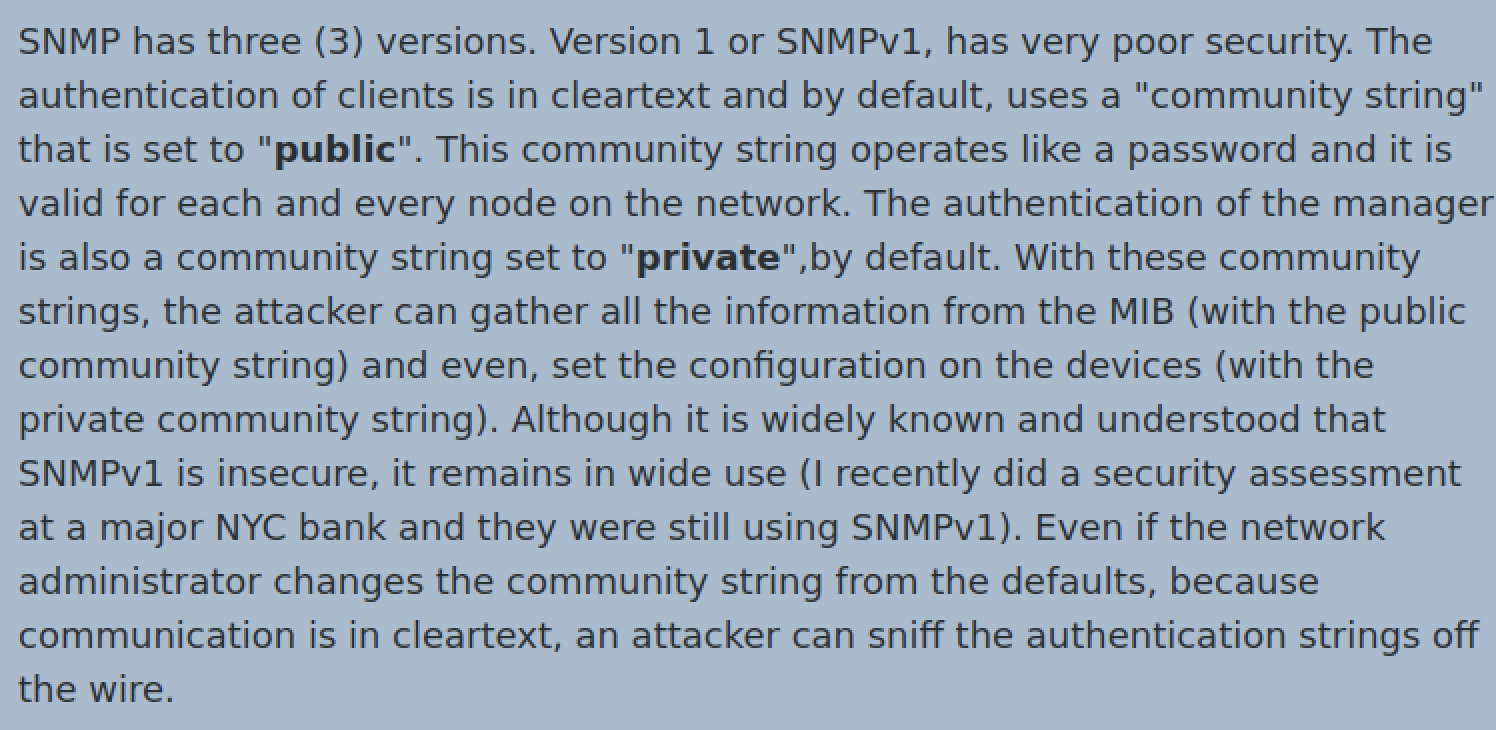 SNMP has three (3) versions. Version 1 or SNMPv1, has very poor security. The
authentication of clients is in cleartext and by default, uses a "community string"
that is set to "public". This community string operates like a password and it is
valid for each and every node on the network. The authentication of the manager
is also a community string set to "private",by default. With these community
strings, the attacker can gather all the information from the MIB (with the public
community string) and even, set the configuration on the devices (with the
private community string). Although it is widely known and understood that
SNMPv1 is insecure, it remains in wide use (I recently did a security assessment
at a major NYC bank and they were still using SNMPv1). Even if the network
administrator changes the community string from the defaults, because
communication is in cleartext, an attacker can sniff the authentication strings off
the wire.